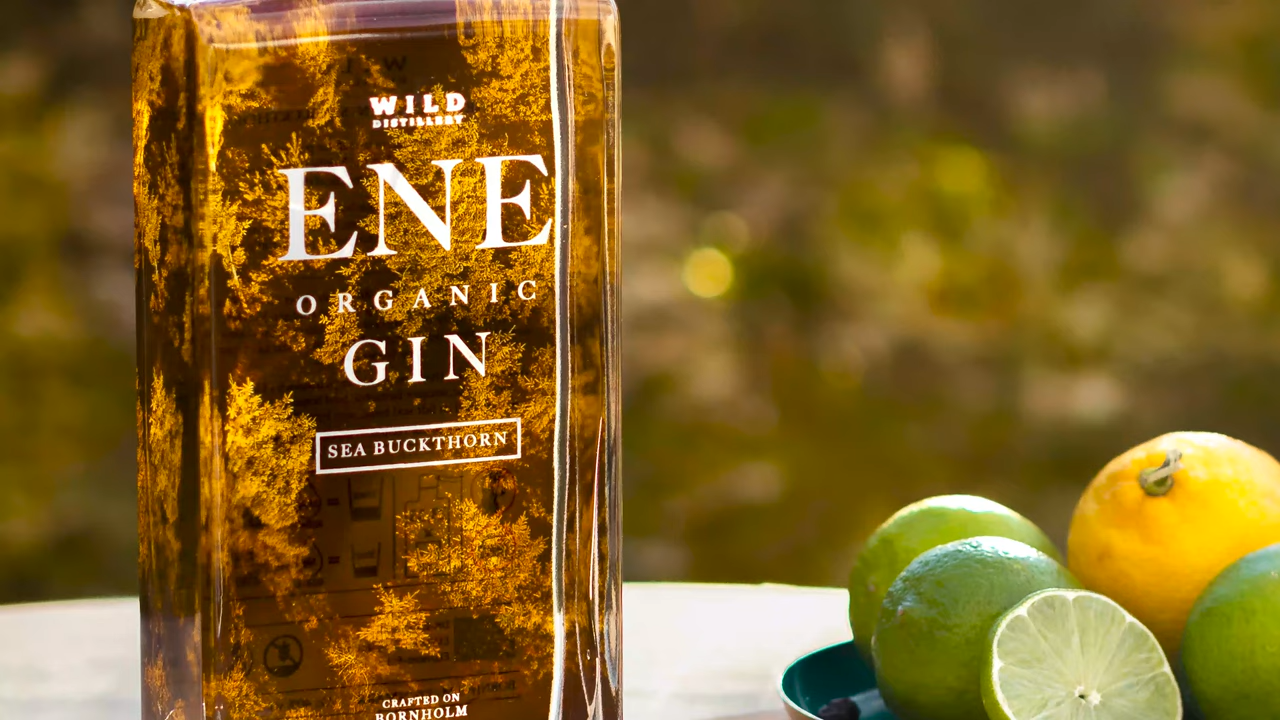 WILD
DISTILLERY
ENE
ORGANIC
GIN
SEA BUCKTHORN
CRAFTED ON
BORNHOLM